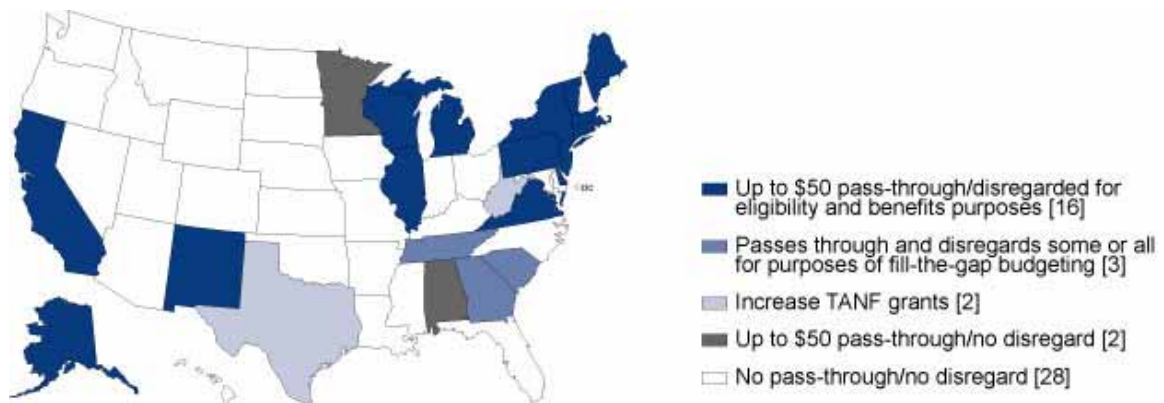 DC
Up to $50 pass-through/disregarded for
eligibility and benefits purposes [16]
Passes through and disregards some or all
for purposes of fill-the-gap budgeting [3]
Increase TANF grants [2]
Up to $50 pass-through/no disregard [2]
No pass-through/no disregard [28]